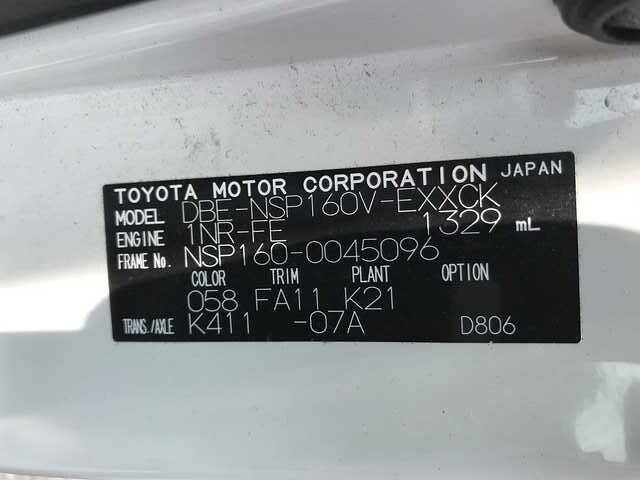 TOYOTA MOTOR CORPORATION JAPAN
MODEL DBE-NSP160V-EXXCK
ENGINE 1NR-FE 1329 mL
FRAME No. NSP160-0045096
COLOR TRIM PLANT OPTION
058 FA11 K21
TRANS./AXLE K411 -07A D806